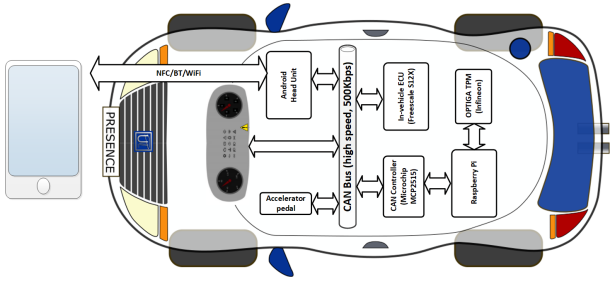 NFC/BT/WiFi
Android
Head Unit
PRESENCE
Accelerator
pedal
CAN Bus (high speed, 500Kbps)
In-vehicle ECU
(Freescale S12X)
OPTIGA TPM
(Infineon)
CAN Controller
(Microchip
MCP2515)
Raspberry Pi